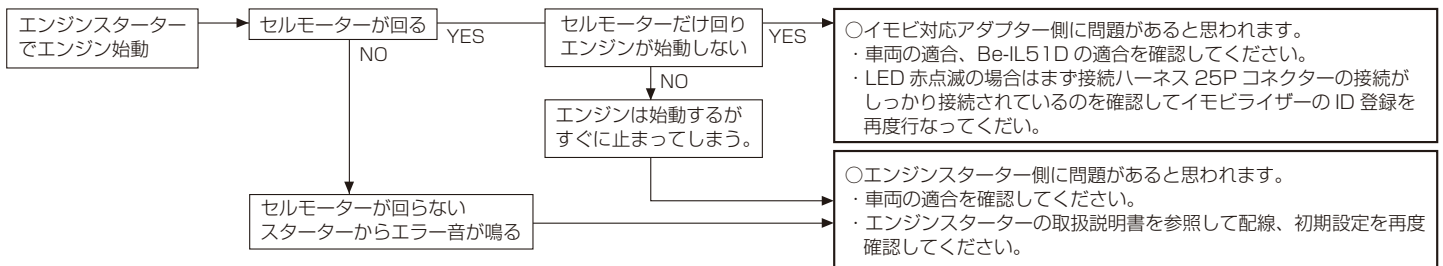 エンジンスターター
でエンジン始動
セルモーターが回る
YES
NO
セルモーターだけ回り
エンジンが始動しない
YES
NO
エンジンは始動するが
すぐに止まってしまう。
セルモーターが回らない
スターターからエラー音が鳴る
○イモビ対応アダプター側に問題があると思われます。
・車両の適合、Be-IL51D の適合を確認してください。
・LED 赤点滅の場合はまず接続ハーネス 25P コネクターの接続が
しっかり接続されているのを確認してイモビライザーの ID 登録を
再度行なってくだい。
○エンジンスターター側に問題があると思われます。
・車両の適合を確認してください。
・エンジンスターターの取扱説明書を参照して配線、初期設定を再度
確認してください。